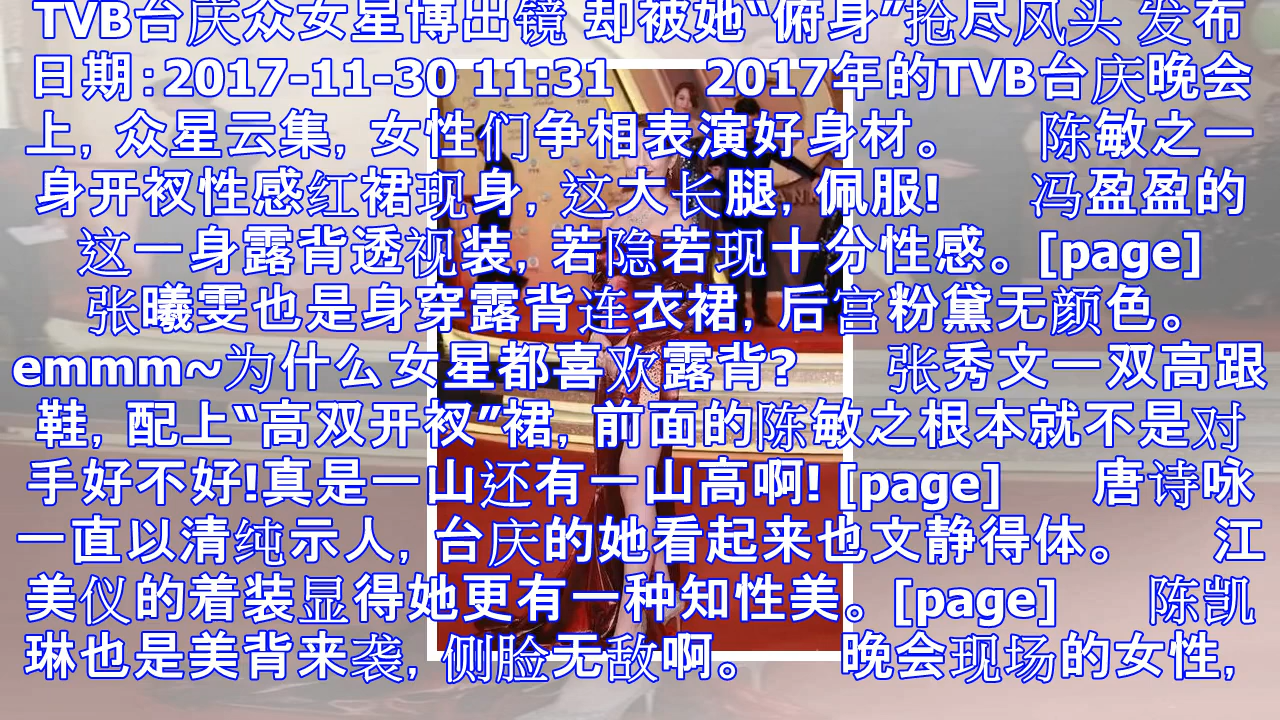 TVB台庆众女星博出镜 却被她“俯身”抢尽风头 发布
日期:2017-11-30 11:31 2017年的TVB台庆晚会
上, 众星云集, 女性们争相表演好身材。 陈敏之一
身开衩性感红裙现身, 这大长腿, 佩服! 冯盈盈的
这一身露背透视装, 若隐若现十分性感。[page]
张曦雯也是身穿露背连衣裙, 后宫粉黛无颜色。
emmm~为什么女星都喜欢露背? 张秀文一双高跟
鞋, 配上“高双开衩”裙, 前面的陈敏之根本就不是对
手好不好!真是一山还有一山高啊! [page] 唐诗咏
一直以清纯示人, 台庆的她看起来也文静得体。 江
美仪的着装显得她更有一种知性美。[page] 陈凯
琳也是美背来袭, 侧脸无敌啊。 晚会现场的女性,